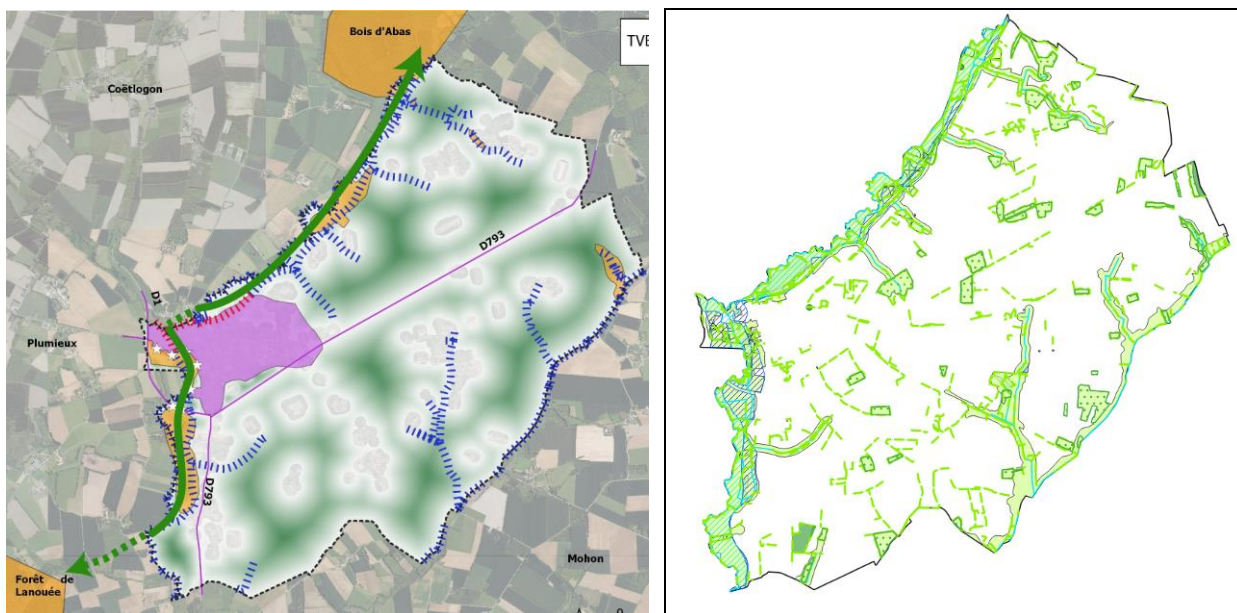 Bois d'Abas
TVB
Coëtlogon
D793
D1
Plumieux
D793
Mohon
Forêt de
Lanouée